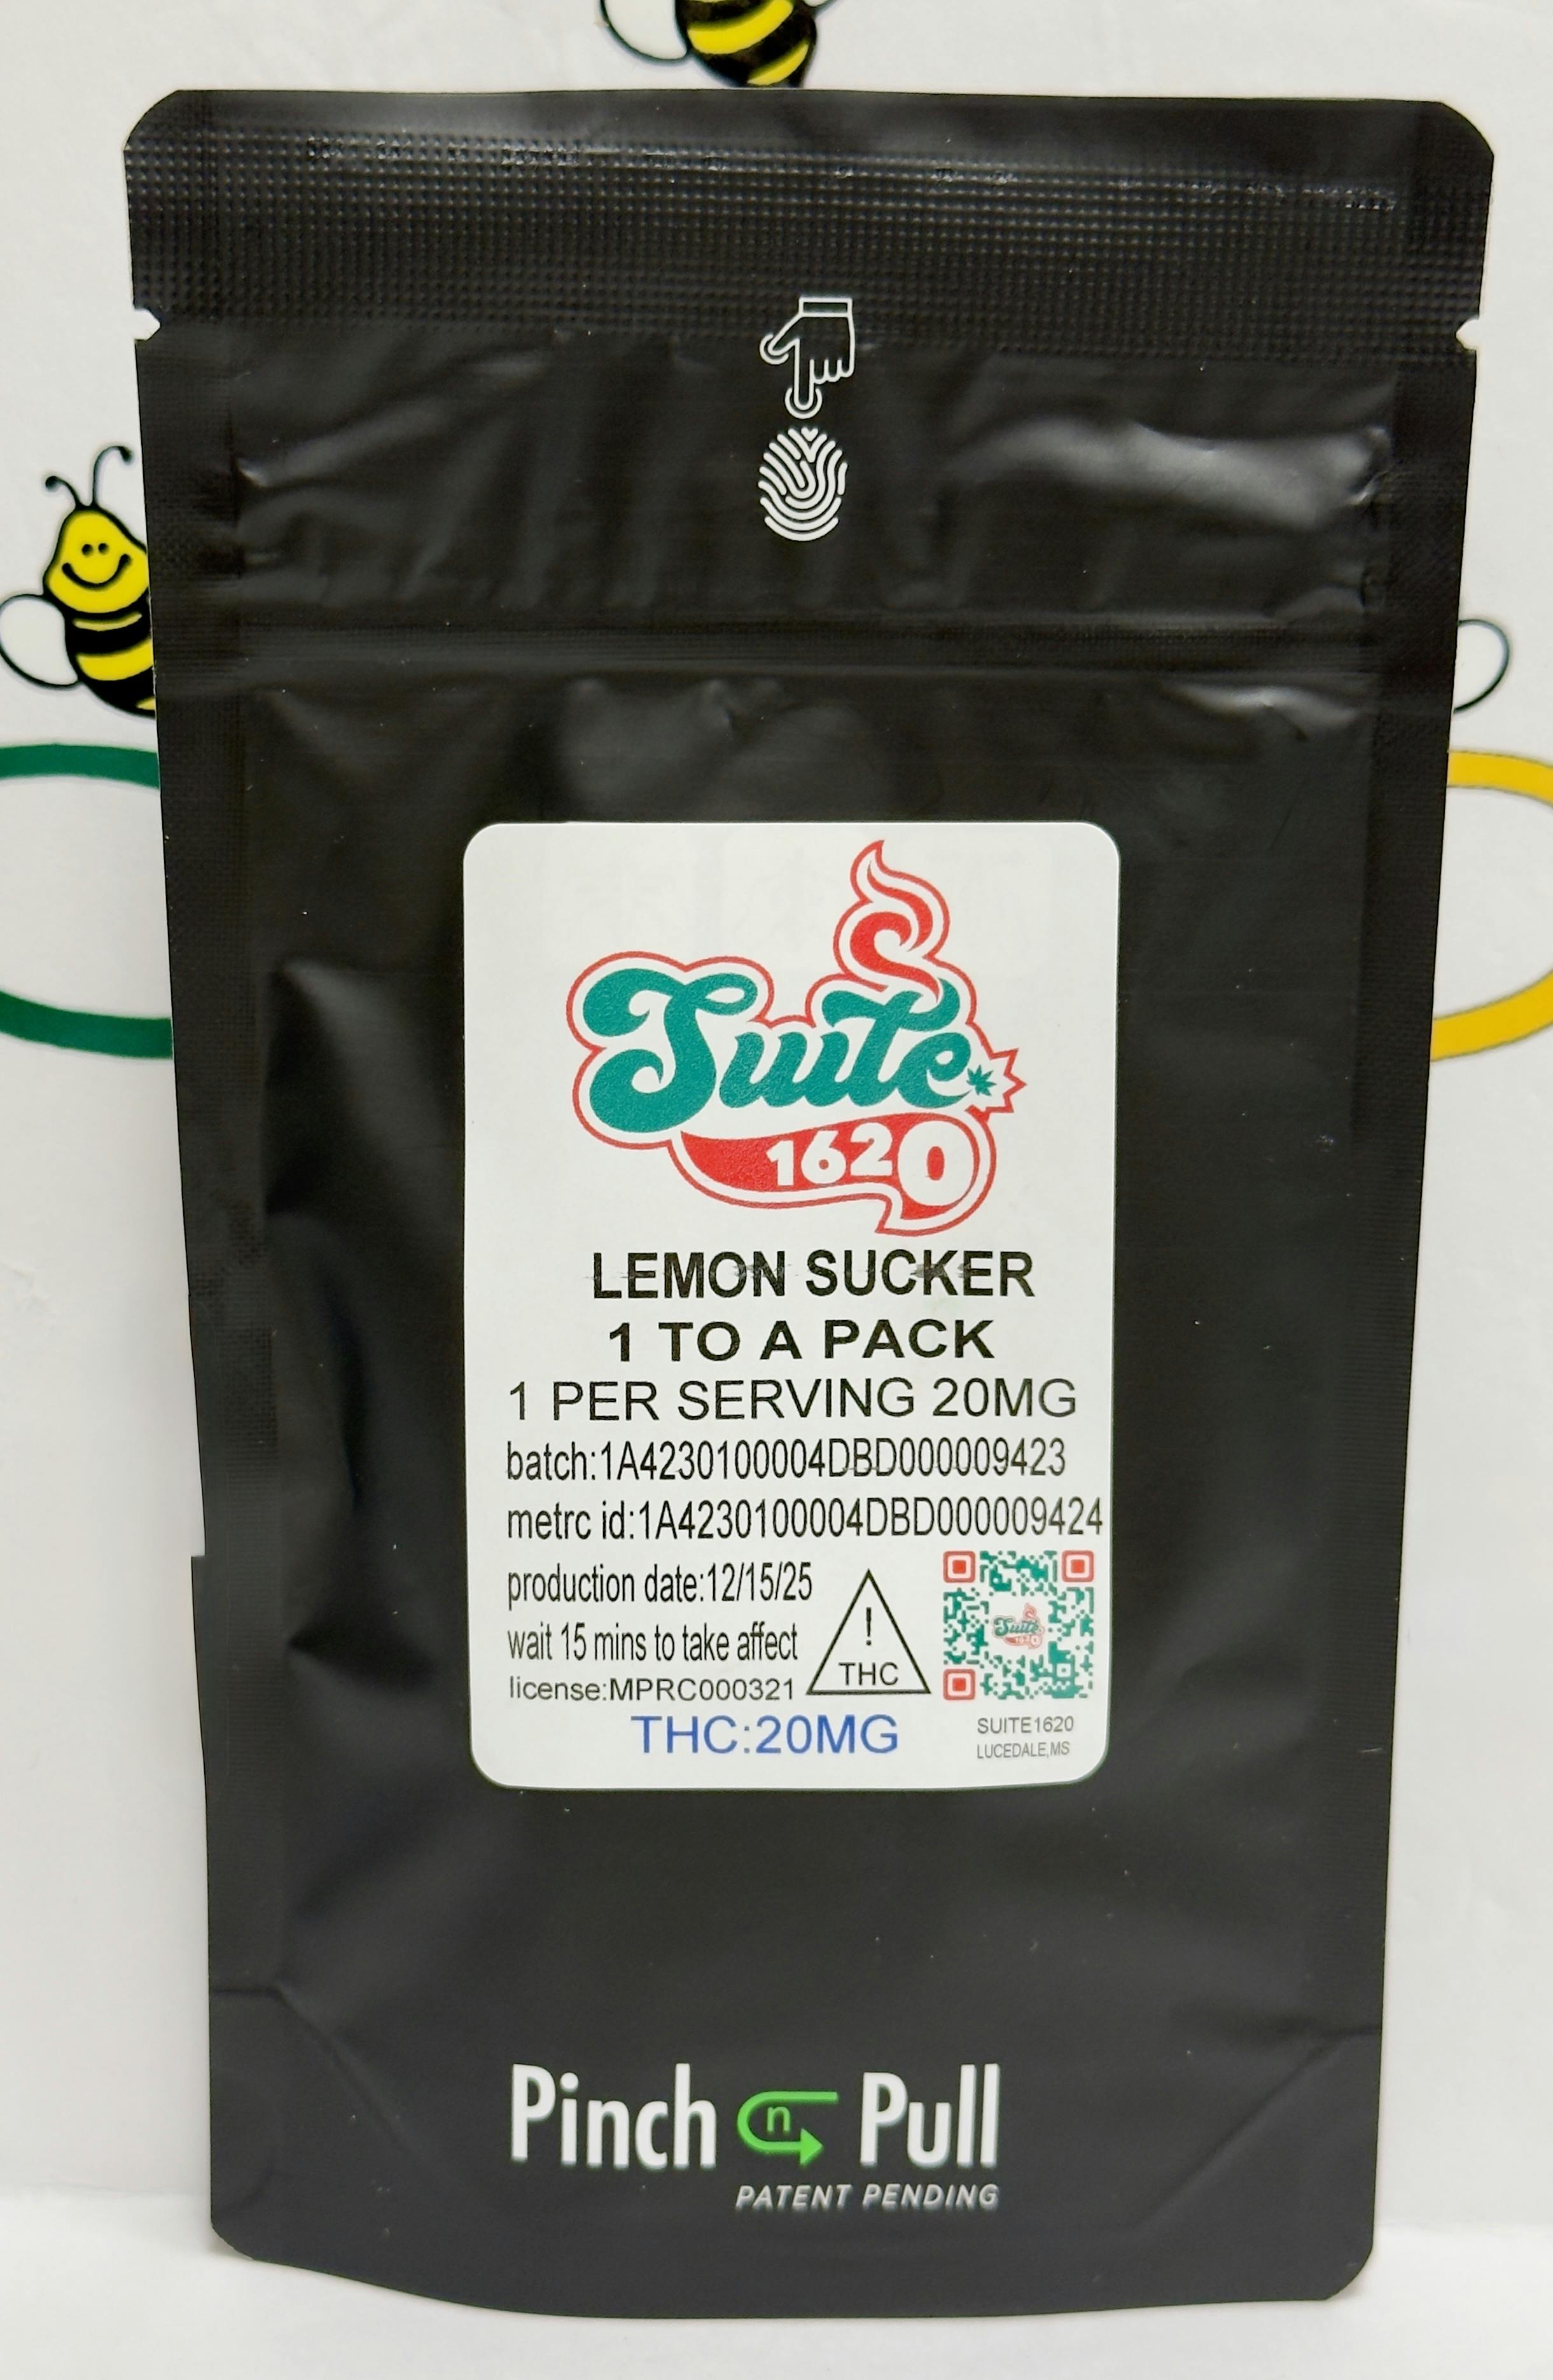 Suite
1620
LEMON SUCKER
1 TO A PACK
1 PER SERVING 20MG
batch:1A4230100004DBD000009423
metrc id:1A4230100004DBD000009424
production date:12/15/25
wait 15 mins to take affect
license:MPRC000321
!
THC
Suite
1620
THC:20MG
SUITE1620
LUCEDALE,MS
Pinch n Pull
PATENT PENDING